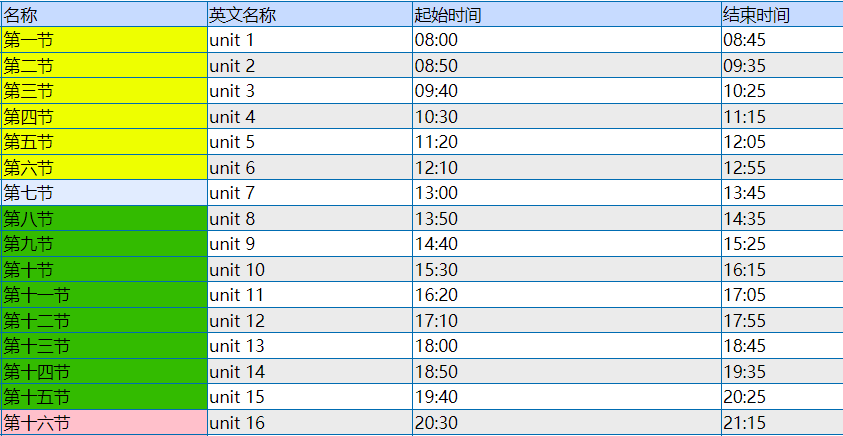 名称 英文名称 起始时间 结束时间
第一节 unit 1 08:00 08:45
第二节 unit 2 08:50 09:35
第三节 unit 3 09:40 10:25
第四节 unit 4 10:30 11:15
第五节 unit 5 11:20 12:05
第六节 unit 6 12:10 12:55
第七节 unit 7 13:00 13:45
第八节 unit 8 13:50 14:35
第九节 unit 9 14:40 15:25
第十节 unit 10 15:30 16:15
第十一节 unit 11 16:20 17:05
第十二节 unit 12 17:10 17:55
第十三节 unit 13 18:00 18:45
第十四节 unit 14 18:50 19:35
第十五节 unit 15 19:40 20:25
第十六节 unit 16 20:30 21:15